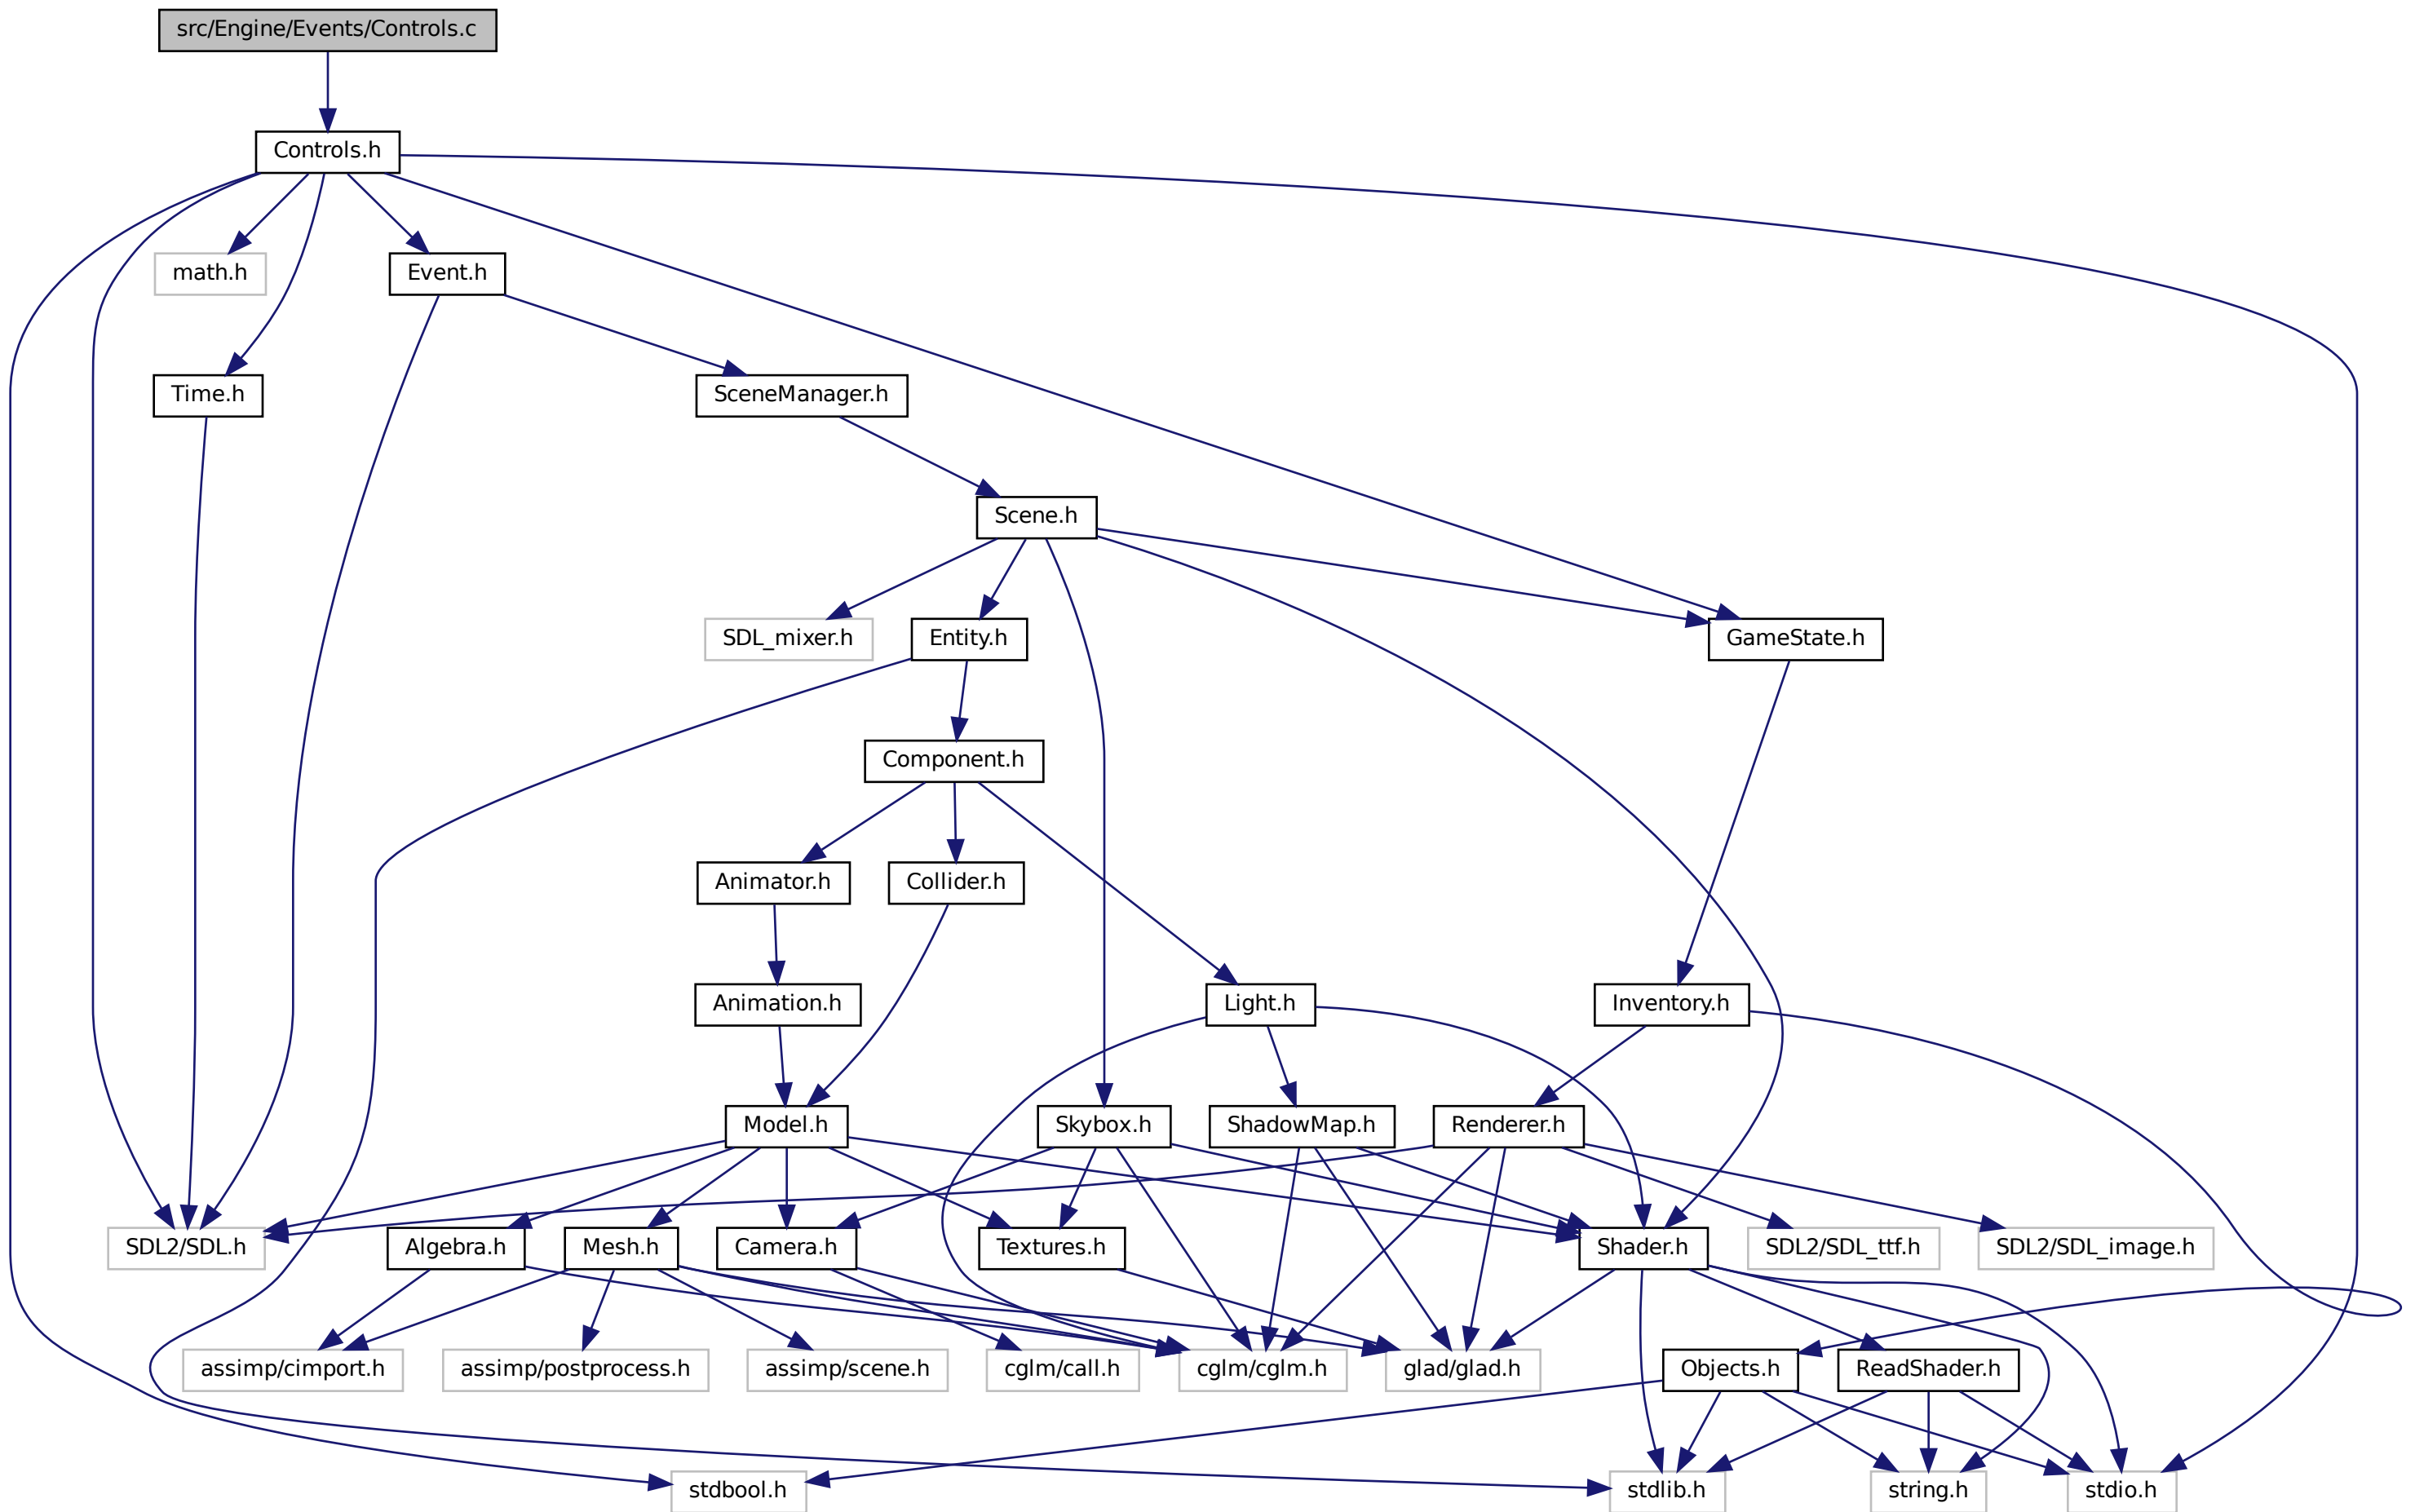 src/Engine/Events/Controls.c
Controls.h
math.h
Event.h
Time.h
SceneManager.h
Scene.h
SDL_mixer.h
Entity.h
GameState.h
Component.h
Animator.h
Collider.h
Animation.h
Light.h
Inventory.h
Model.h
Skybox.h
ShadowMap.h
Renderer.h
SDL2/SDL.h
Algebra.h
Mesh.h
Camera.h
Textures.h
Shader.h
SDL2/SDL_ttf.h
SDL2/SDL_image.h
assimp/cimport.h
assimp/postprocess.h
assimp/scene.h
cglm/call.h
cglm/cglm.h
glad/glad.h
Objects.h
ReadShader.h
stdbool.h
stdlib.h
string.h
stdio.h